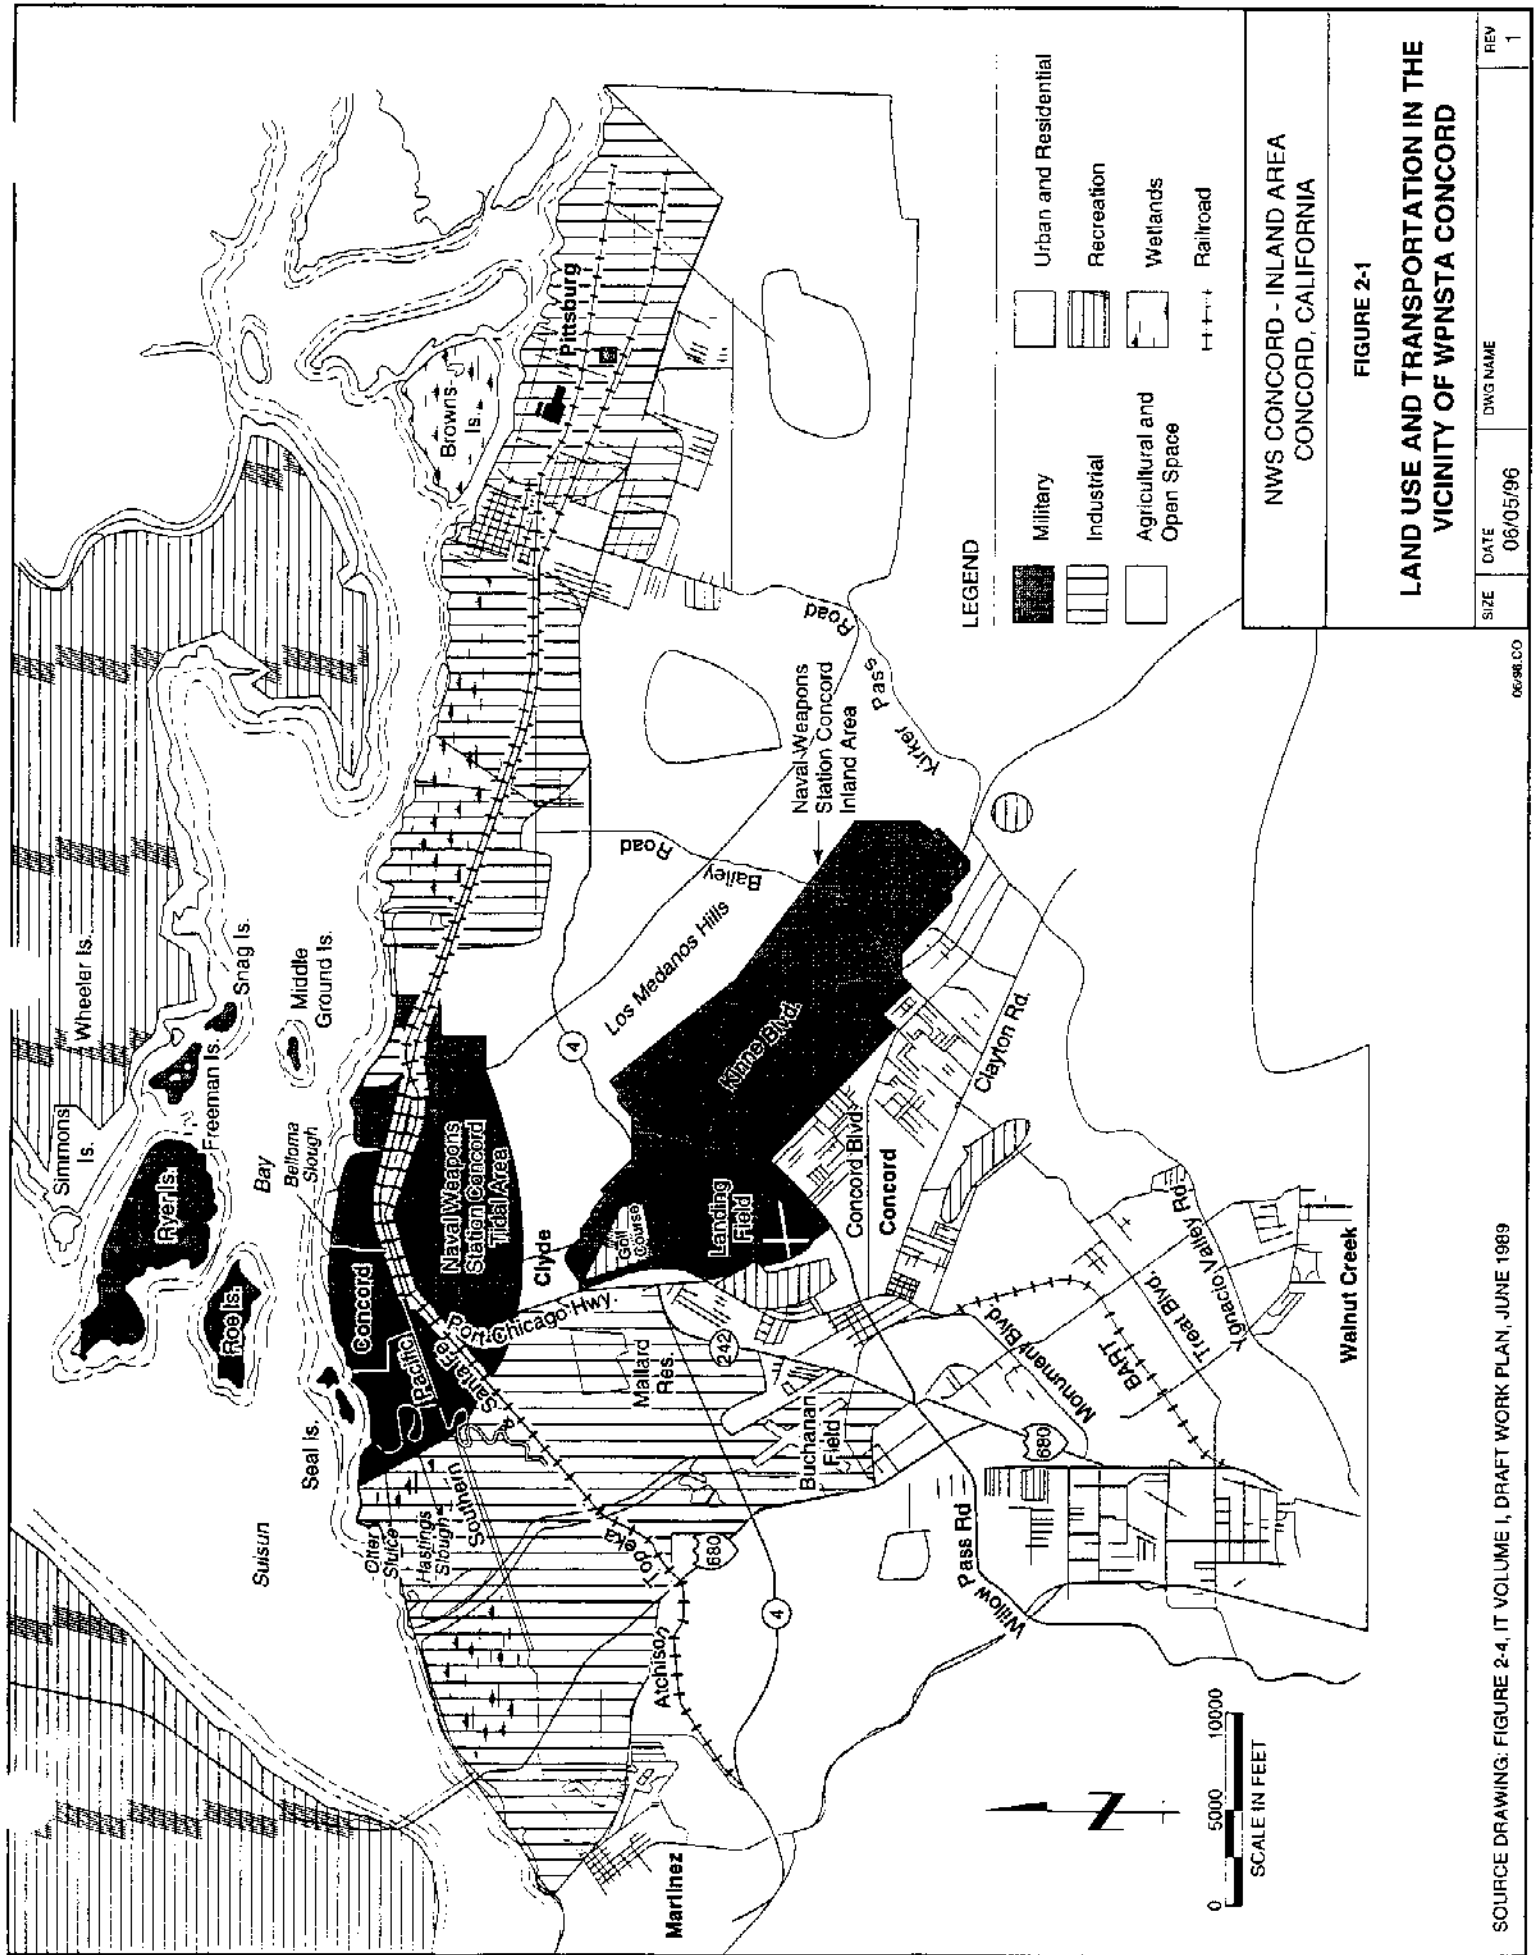 Simmons
Is.
Wheeler Is.
Ryer Is.
Freeman Is.
Snag Is.
Roe Is.
Middle
Ground Is.
Suisun
Bay
Seal Is.
Belloma
Slough
Browns
Is.
Pittsburg
Otter
Sluice
Hastings
Slough
Southern
Pacific
Concord
Naval Weapons
Station Concord
Tidal Area
Santa Fe
Port Chicago Hwy.
Clyde
Topeka
Atchison
Martinez
680
4
Mallard
Res.
242
Buchanan
Field
Golf
Course
Landing
Field
4
Los Medanos Hills
Bailey
Road
Kinne Blvd.
Naval Weapons
Station Concord
Inland Area
Kirker
Pass
Road
Concord Blvd.
Concord
Clayton Rd.
Willow Pass Rd
680
Monument Blvd.
BART
Treat Blvd.
Ygnacio Valley Rd.
Walnut Creek
N
0 5000 10000
SCALE IN FEET
LEGEND
Military
Industrial
Agricultural and
Open Space
Urban and Residential
Recreation
Wetlands
Railroad
NWS CONCORD - INLAND AREA
CONCORD, CALIFORNIA
FIGURE 2-1
LAND USE AND TRANSPORTATION IN THE
VICINITY OF WPNSTA CONCORD
SIZE
DATE
06/05/96
DWG NAME
REV
1
06/96.CO
SOURCE DRAWING: FIGURE 2-4, IT VOLUME I, DRAFT WORK PLAN, JUNE 1989